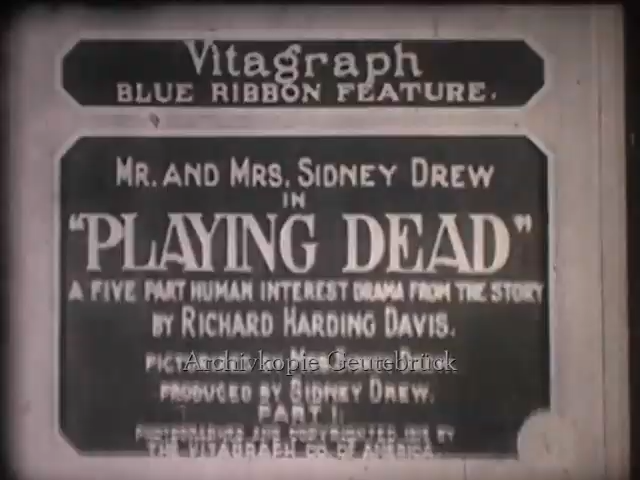 Vitagraph
BLUE RIBBON FEATURE.
MR. AND MRS. SIDNEY DREW
IN
"PLAYING DEAD"
A FIVE PART HUMAN INTEREST DRAMA FROM THE STORY
BY RICHARD HARDING DAVIS.
Archivkopie Geutebrück
PRODUCED BY SIDNEY DREW.
PART I
THE VITAGRAPH CO. OF AMERICA.